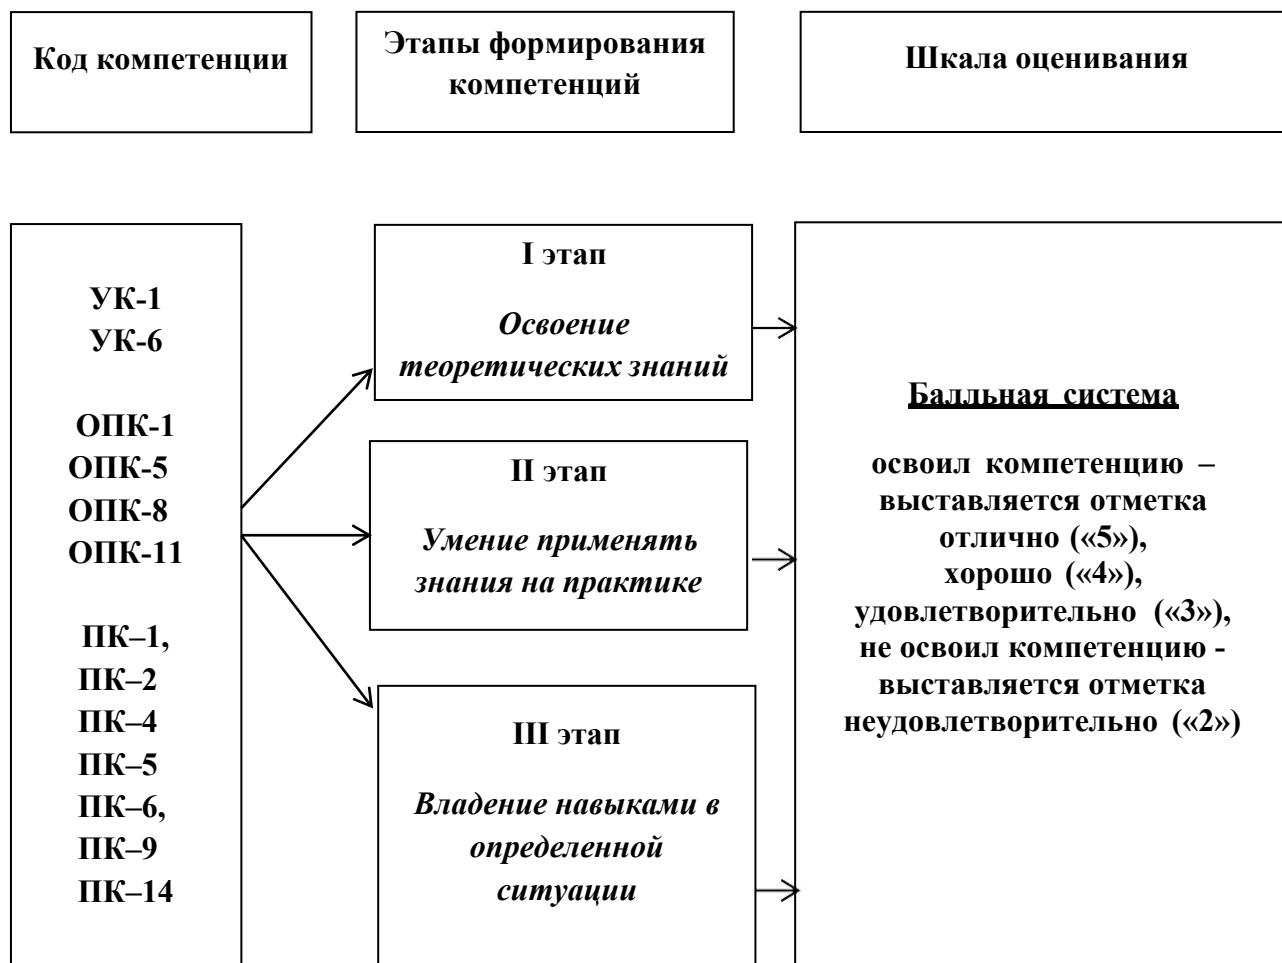 Код компетенции
Этапы формирования
компетенций
Шкала оценивания
УК-1
УК-6
ОПК-1
ОПК-5
ОПК-8
ОПК-11
ПК–1,
ПК–2
ПК–4
ПК–5
ПК–6,
ПК–9
ПК–14
I этап
Освоение
теоретических знаний
II этап
Умение применять
знания на практике
III этап
Владение навыками в
определенной
ситуации
Балльная система
освоил компетенцию –
выставляется отметка
отлично («5»),
хорошо («4»),
удовлетворительно («3»),
не освоил компетенцию -
выставляется отметка
неудовлетворительно («2»)